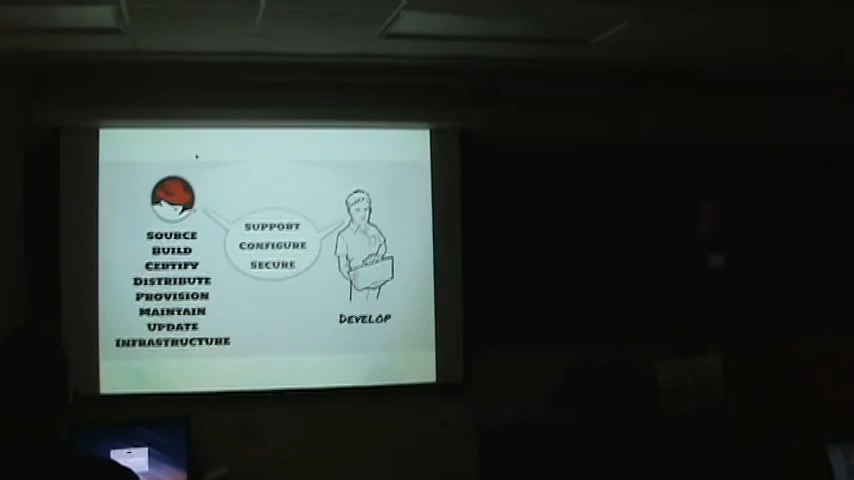 SOURCE
BUILD
CERTIFY
DISTRIBUTE
PROVISION
MAINTAIN
UPDATE
INFRASTRUCTURE
SUPPORT
CONFIGURE
SECURE
DEVELOP